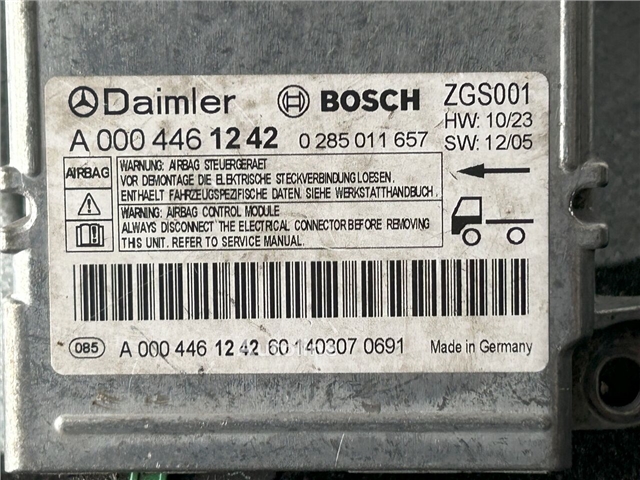 Daimler BOSCH ZGS001
HW: 10/23
A 000 446 1242 0 285 011 657 SW: 12/05
AIRBAG
WARNUNG: AIRBAG STEUERGERAET
VOR DEMONTAGE DIE ELEKTRISCHE STECKVERBINDUNG LOESEN.
ENTHAELT FAHRZEUGSPEZIFISCHE DATEN. SIEHE WERKSTATTHANDBUCH.
WARNING: AIRBAG CONTROL MODULE
ALWAYS DISCONNECT THE ELECTRICAL CONNECTOR BEFORE REMOVING
THIS UNIT. REFER TO SERVICE MANUAL.
085 A 000 446 12 42 60 140307 0691 Made in Germany